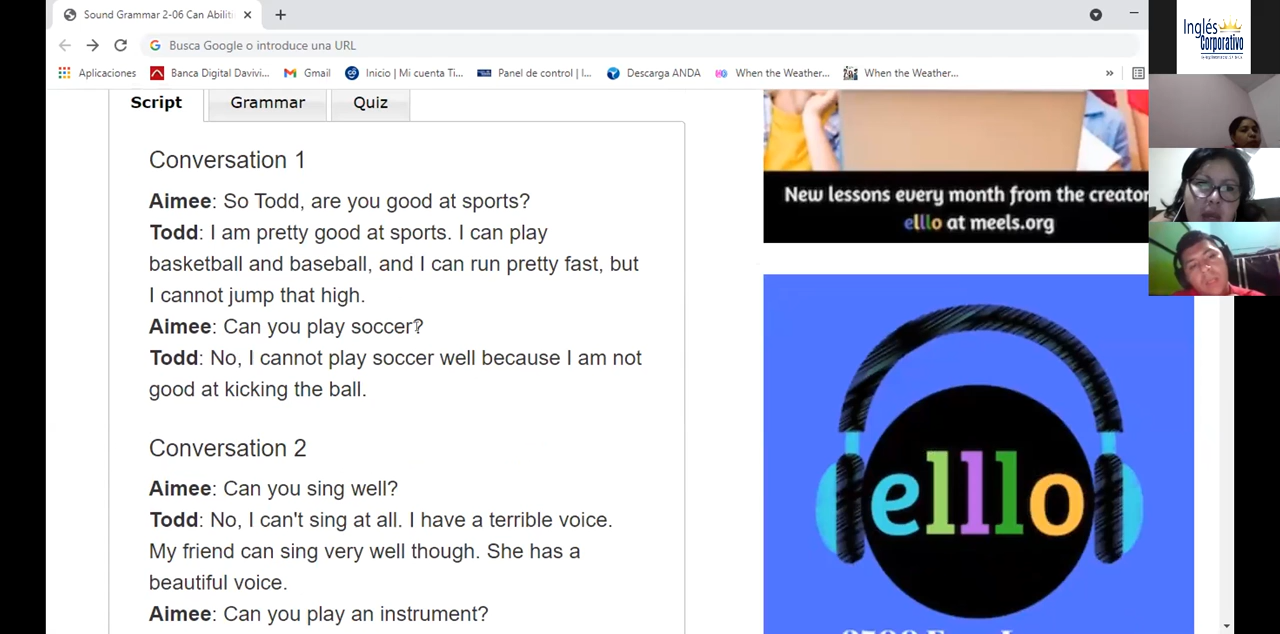 Sound Grammar 2-06 Can Abiliti
Busca Google o introduce una URL
Aplicaciones
Banca Digital Davivi...
Gmail
Inicio | Mi cuenta Ti...
Panel de control | I...
Descarga ANDA
When the Weather...
When the Weather...
»
Inglés
Corporativo
Script
Grammar
Quiz
Conversation 1
Aimee: So Todd, are you good at sports?
Todd: I am pretty good at sports. I can play
basketball and baseball, and I can run pretty fast, but
I cannot jump that high.
Aimee: Can you play soccer?
Todd: No, I cannot play soccer well because I am not
good at kicking the ball.
Conversation 2
Aimee: Can you sing well?
Todd: No, I can't sing at all. I have a terrible voice.
My friend can sing very well though. She has a
beautiful voice.
Aimee: Can you play an instrument?
New lessons every month from the creator
elllo at meels.org
elllo